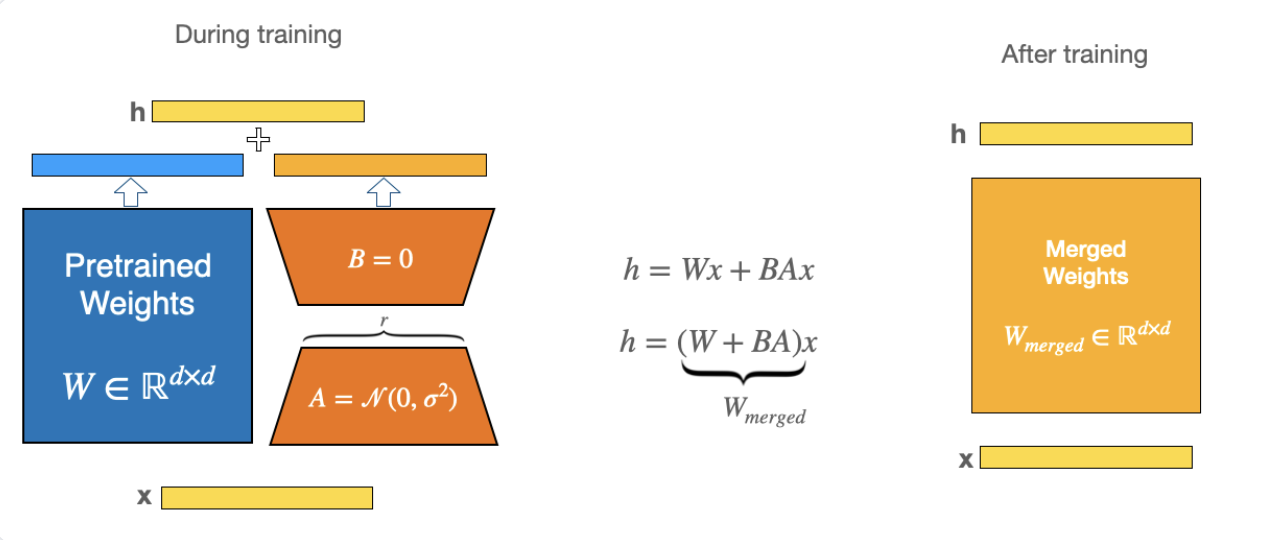 During training
h
Pretrained
Weights
W ∈ ℝ^{d×d}
B = 0
r
A = 𝒩(0, σ²)
x
h = Wx + BAx
h = (W + BA)x
W_{merged}
After training
h
Merged
Weights
W_{merged} ∈ ℝ^{d×d}
x